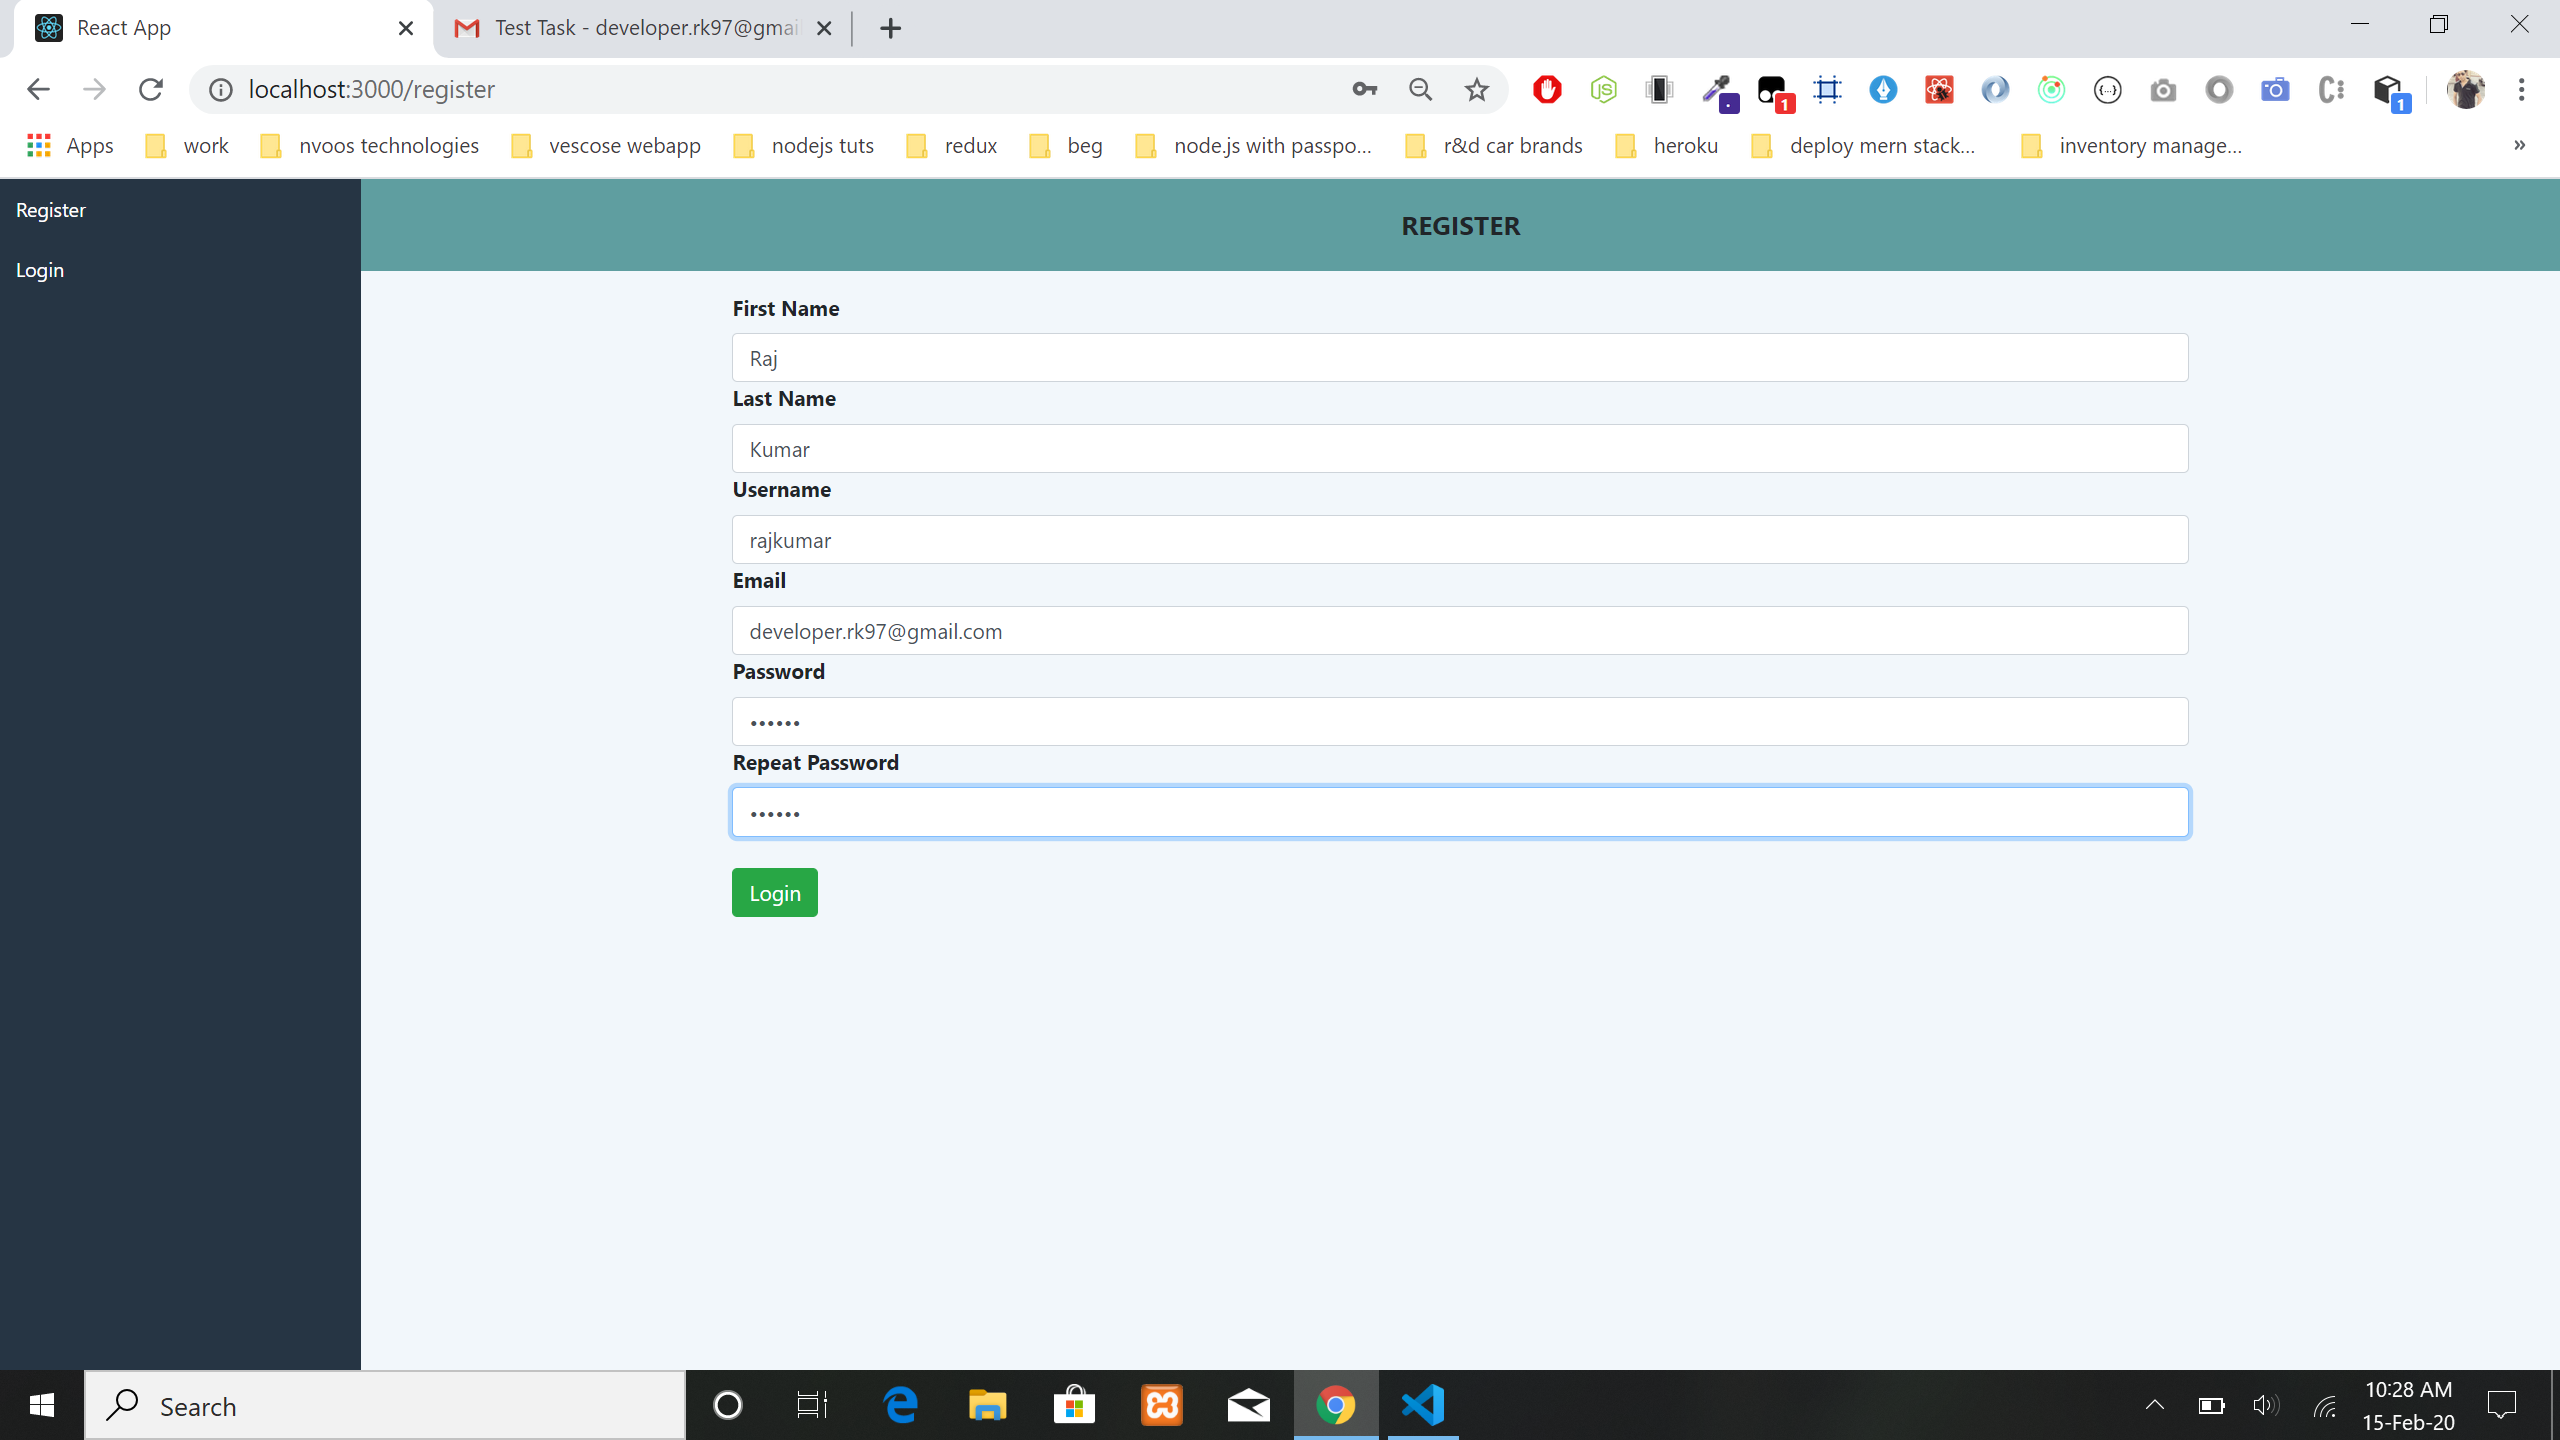 React App
Test Task - developer.rk97@gmai
localhost:3000/register
1
1
Apps
work
nvoos technologies
vescose webapp
nodejs tuts
redux
beg
node.js with passpo...
r&d car brands
heroku
deploy mern stack...
inventory manage...
»
Register
Login
REGISTER
First Name
Raj
Last Name
Kumar
Username
rajkumar
Email
developer.rk97@gmail.com
Password
••••••
Repeat Password
••••••
Login
Search
10:28 AM
15-Feb-20